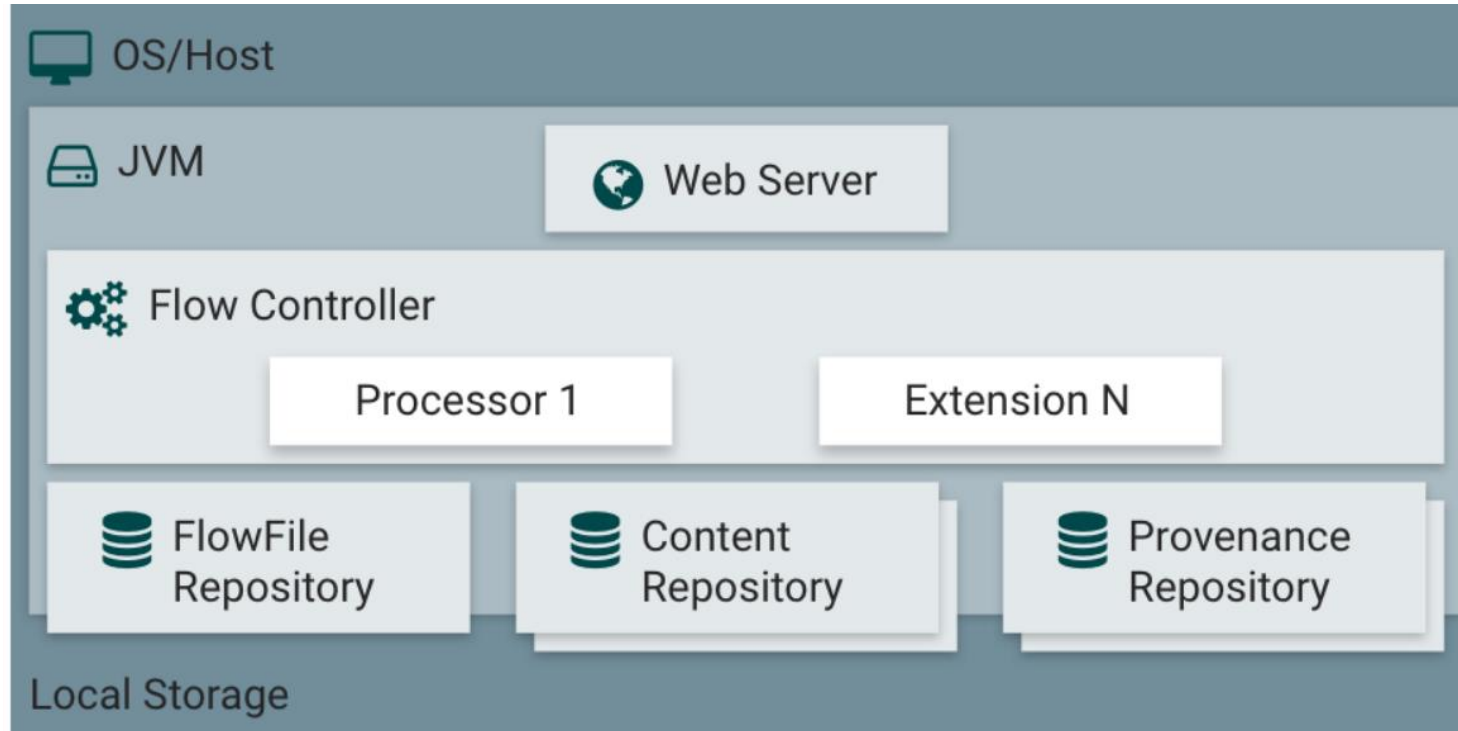 OS/Host
JVM
Web Server
Flow Controller
Processor 1
Extension N
FlowFile
Repository
Content
Repository
Provenance
Repository
Local Storage